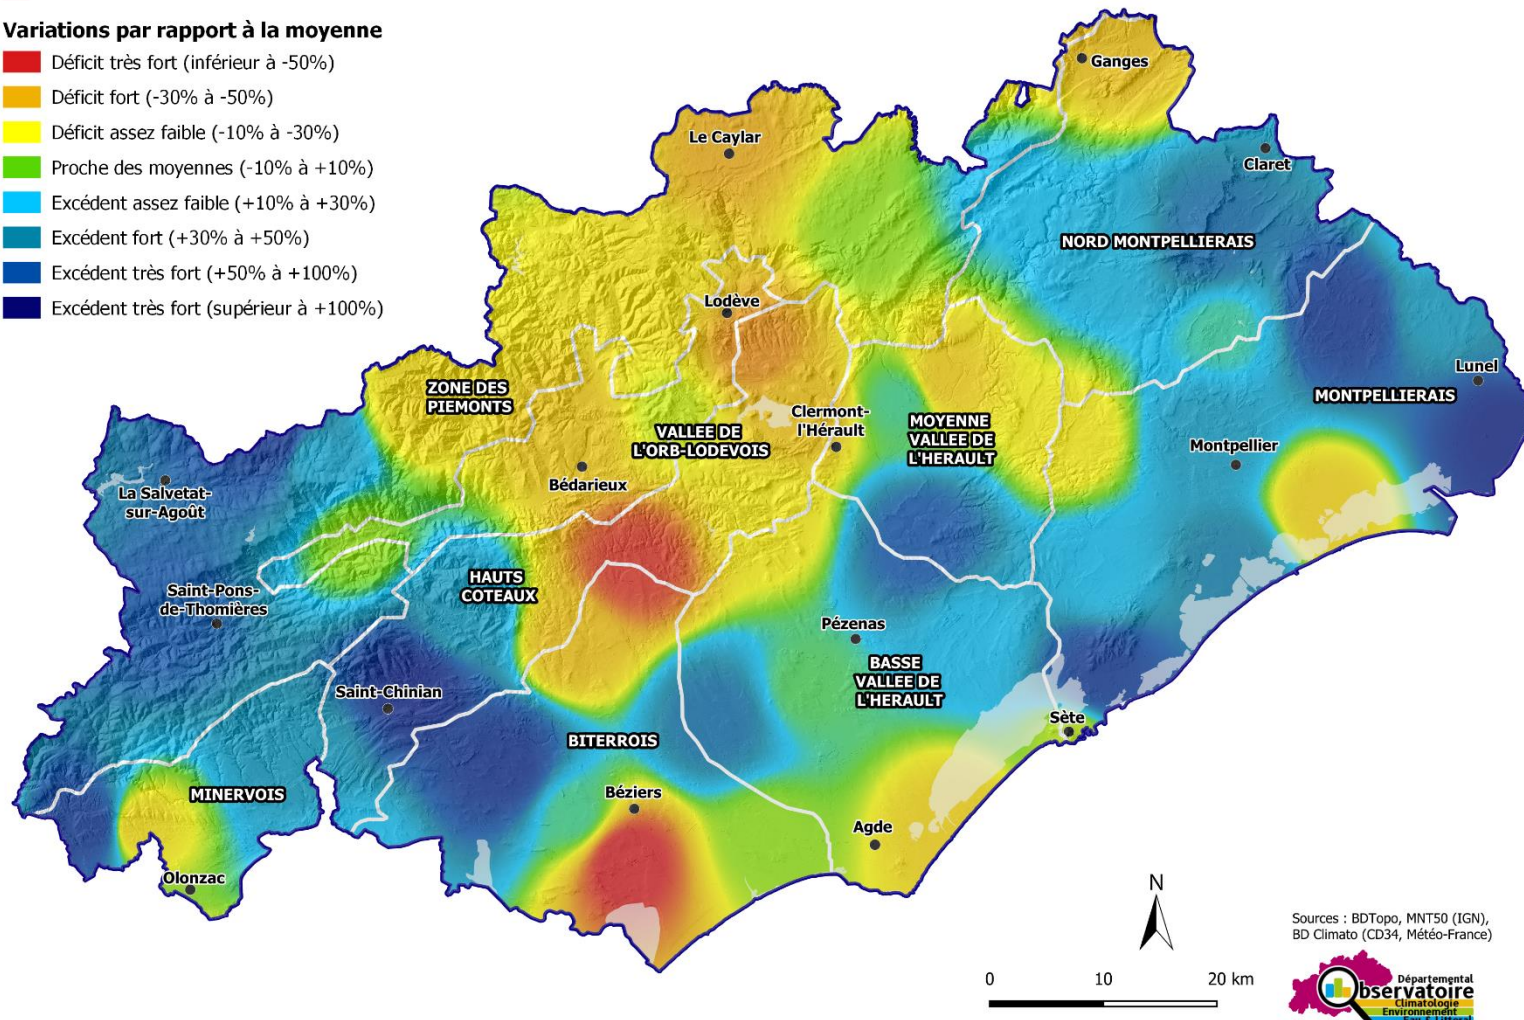 Variations par rapport à la moyenne
Déficit très fort (inférieur à -50%)
Déficit fort (-30% à -50%)
Déficit assez faible (-10% à -30%)
Proche des moyennes (-10% à +10%)
Excédent assez faible (+10% à +30%)
Excédent fort (+30% à +50%)
Excédent très fort (+50% à +100%)
Excédent très fort (supérieur à +100%)
Ganges
Le Caylar
Claret
NORD MONTPELLIERAIS
Lodève
Lunel
ZONE DES
PIEMONTS
MONTPELLIERAIS
Clermont-
l'Hérault
MOYENNE
VALLEE DE
L'HERAULT
VALLEE DE
L'ORB-LODEVOIS
Montpellier
Bédarieux
La Salvetat-
sur-Agoût
HAUTS
COTEAUX
Saint-Pons-
de-Thomières
Pézenas
BASSE
VALLEE DE
L'HERAULT
Saint-Chinian
Sète
BITERROIS
MINERVOIS
Béziers
Agde
Olonzac
N
0 10 20 km
Sources : BDTopo, MNT50 (IGN),
BD Climato (CD34, Météo-France)
Départemental
bservatoire
Climatologie
Environnement
Eau & Littoral